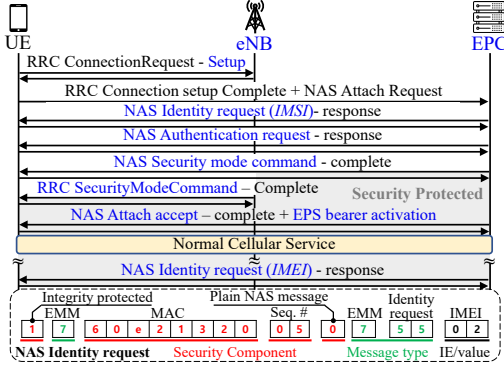 UE eNB EPC
RRC ConnectionRequest - Setup
RRC Connection setup Complete + NAS Attach Request
NAS Identity request (IMSI)- response
NAS Authentication request - response
NAS Security mode command - complete
RRC SecurityModeCommand – Complete
Security Protected
NAS Attach accept – complete + EPS bearer activation
Normal Cellular Service
NAS Identity request (IMEI) - response
Integrity protected Plain NAS message Identity
EMM MAC Seq. # EMM request IMEI
1 7 6 0 e 2 1 3 2 0 0 5 0 7 5 5 0 2
NAS Identity request Security Component Message type IE/value